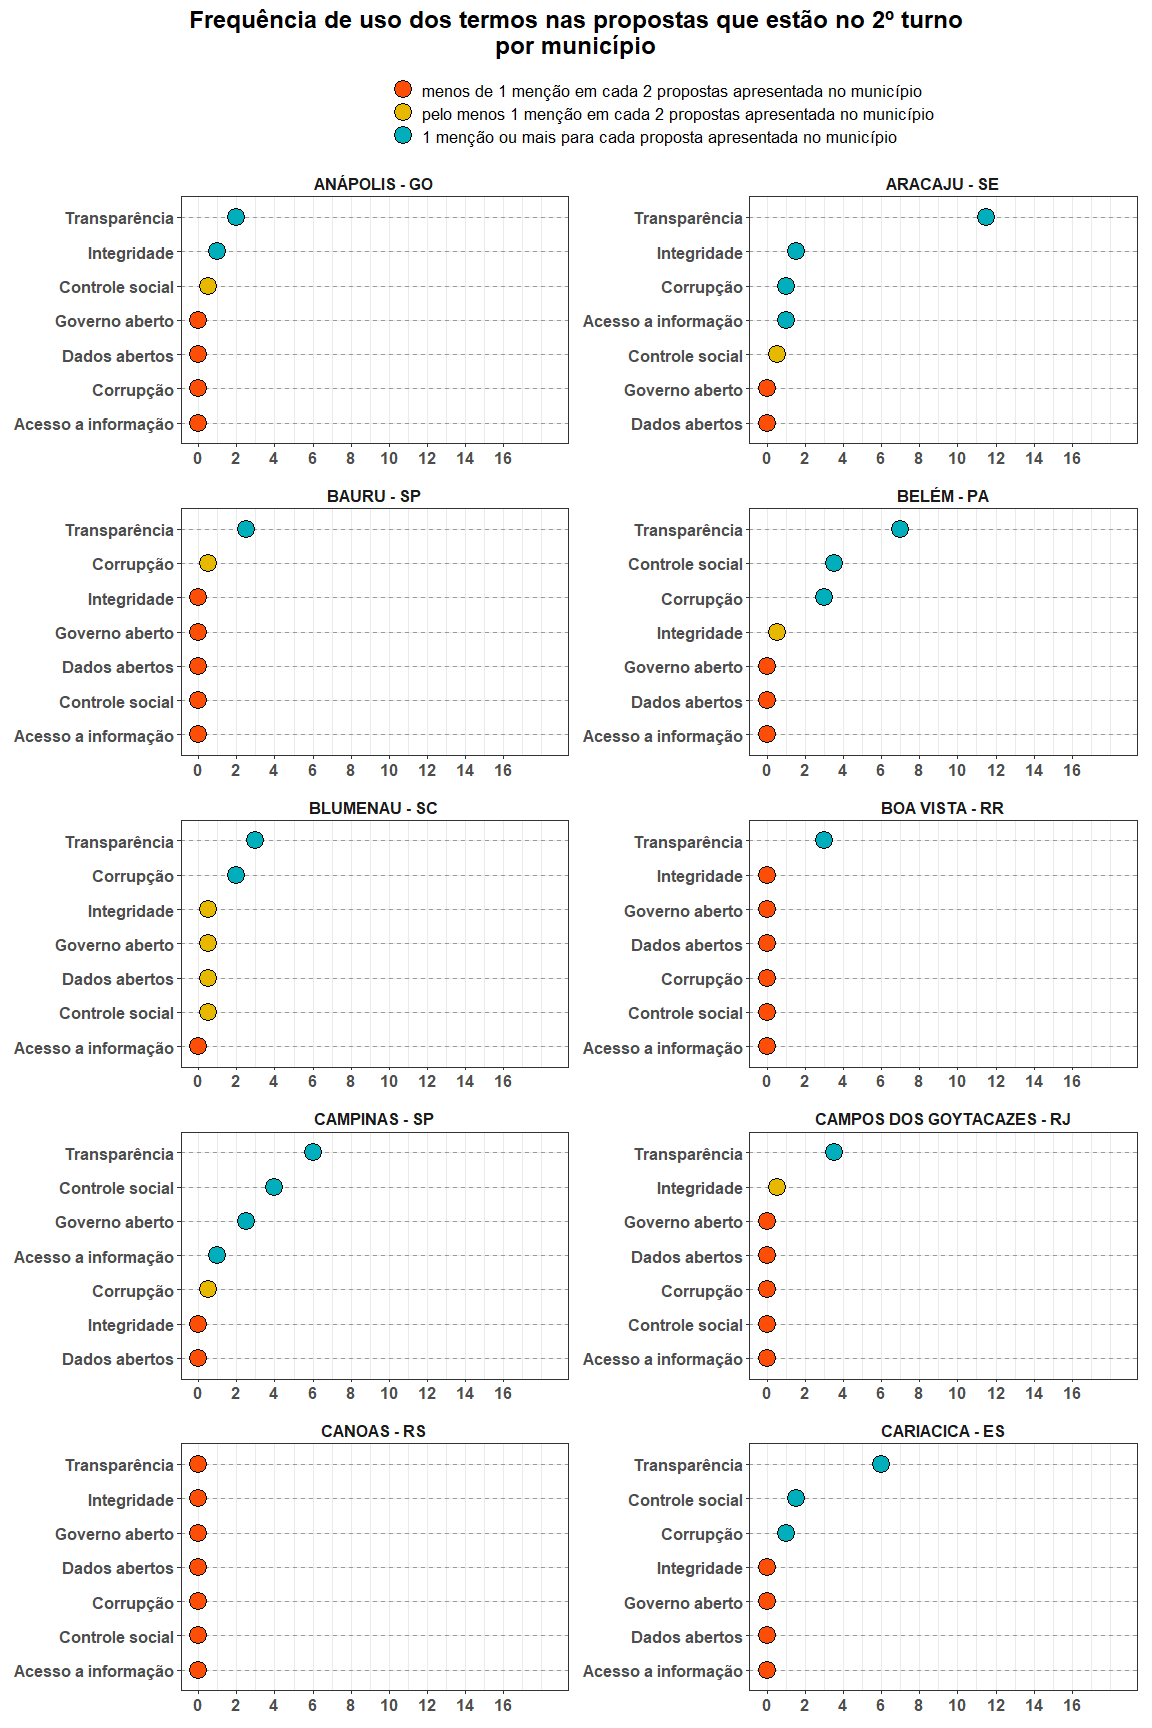 Frequência de uso dos termos nas propostas que estão no 2º turno
por município
menos de 1 menção em cada 2 propostas apresentada no município
pelo menos 1 menção em cada 2 propostas apresentada no município
1 menção ou mais para cada proposta apresentada no município
ANÁPOLIS - GO
Transparência
Integridade
Controle social
Governo aberto
Dados abertos
Corrupção
Acesso a informação
0 2 4 6 8 10 12 14 16
ARACAJU - SE
Transparência
Integridade
Corrupção
Acesso a informação
Controle social
Governo aberto
Dados abertos
0 2 4 6 8 10 12 14 16
BAURU - SP
Transparência
Corrupção
Integridade
Governo aberto
Dados abertos
Controle social
Acesso a informação
0 2 4 6 8 10 12 14 16
BELÉM - PA
Transparência
Controle social
Corrupção
Integridade
Governo aberto
Dados abertos
Acesso a informação
0 2 4 6 8 10 12 14 16
BLUMENAU - SC
Transparência
Corrupção
Integridade
Governo aberto
Dados abertos
Controle social
Acesso a informação
0 2 4 6 8 10 12 14 16
BOA VISTA - RR
Transparência
Integridade
Governo aberto
Dados abertos
Corrupção
Controle social
Acesso a informação
0 2 4 6 8 10 12 14 16
CAMPINAS - SP
Transparência
Controle social
Governo aberto
Acesso a informação
Corrupção
Integridade
Dados abertos
0 2 4 6 8 10 12 14 16
CAMPOS DOS GOYTACAZES - RJ
Transparência
Integridade
Governo aberto
Dados abertos
Corrupção
Controle social
Acesso a informação
0 2 4 6 8 10 12 14 16
CANOAS - RS
Transparência
Integridade
Governo aberto
Dados abertos
Corrupção
Controle social
Acesso a informação
0 2 4 6 8 10 12 14 16
CARIACICA - ES
Transparência
Controle social
Corrupção
Integridade
Governo aberto
Dados abertos
Acesso a informação
0 2 4 6 8 10 12 14 16